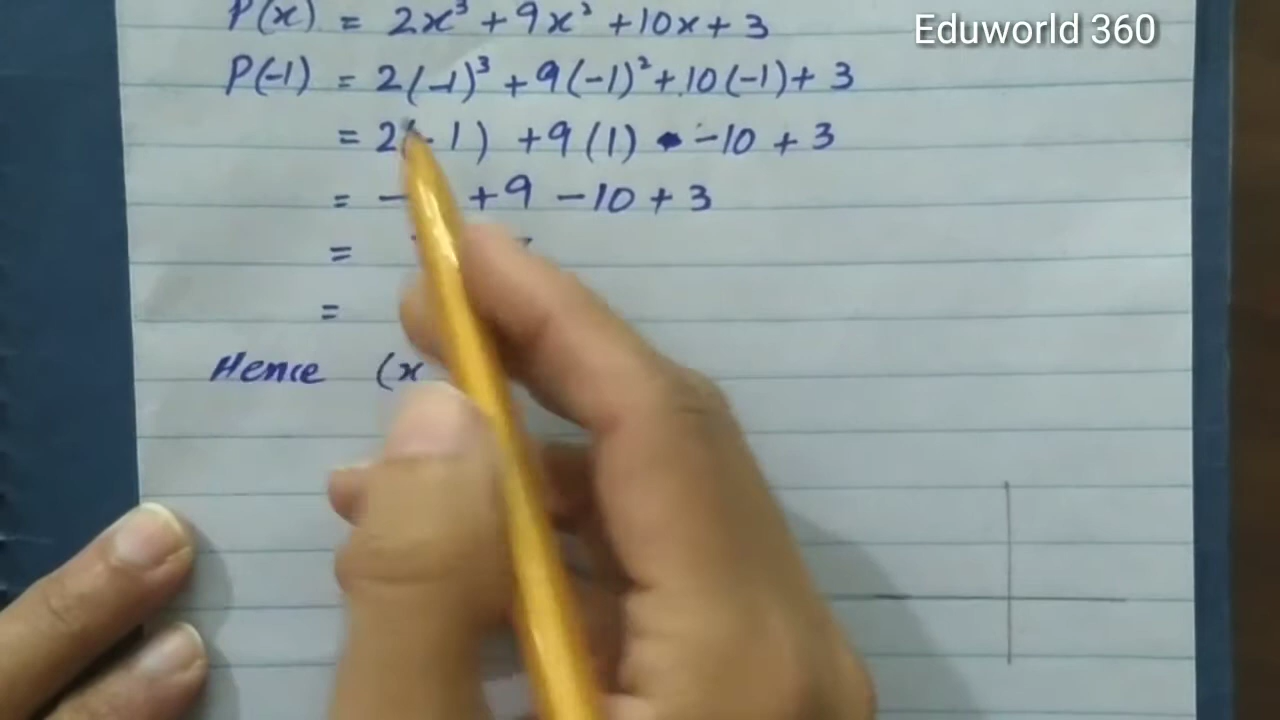 Eduworld 360
P(x) = 2x³ + 9x² + 10x + 3
P(-1) = 2(-1)³ + 9(-1)² + 10(-1) + 3
= 2(-1) + 9(1) -10 + 3
= - +9 -10 + 3
=
=
Hence (x